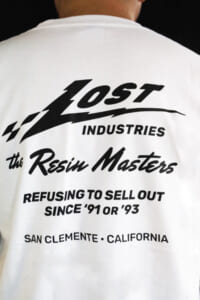 LOST
INDUSTRIES
the Resin Masters
REFUSING TO SELL OUT
SINCE '91 OR '93
SAN CLEMENTE • CALIFORNIA